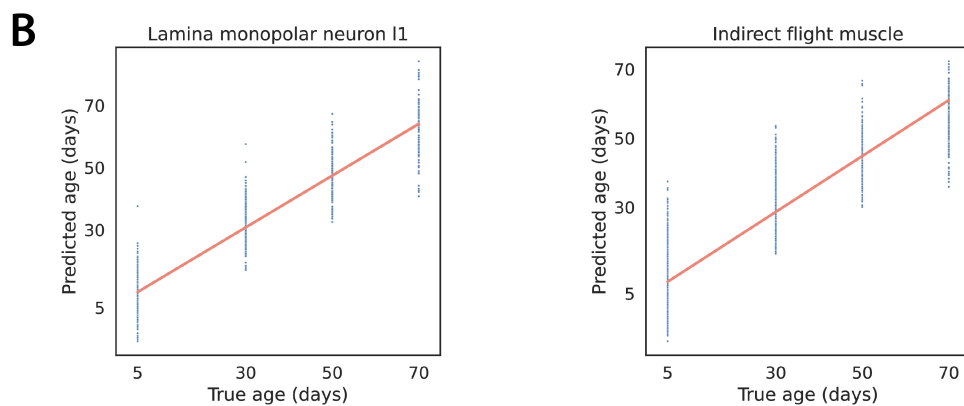 B
Lamina monopolar neuron l1
Predicted age (days)
70
50
30
5
5 30 50 70
True age (days)
Indirect flight muscle
Predicted age (days)
70
50
30
5
5 30 50 70
True age (days)